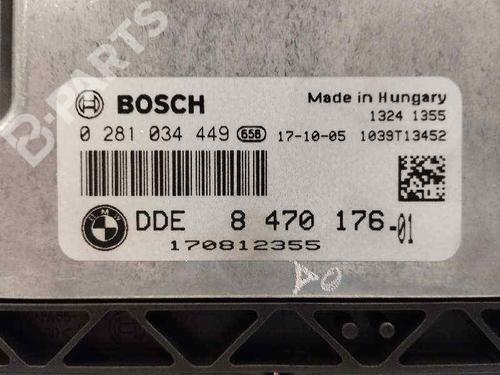 B-PARTS
BOSCH
Made in Hungary
1324 1355
0 281 034 449 658 17-10-05 1039T13452
BMW DDE 8 470 176-01
170812355